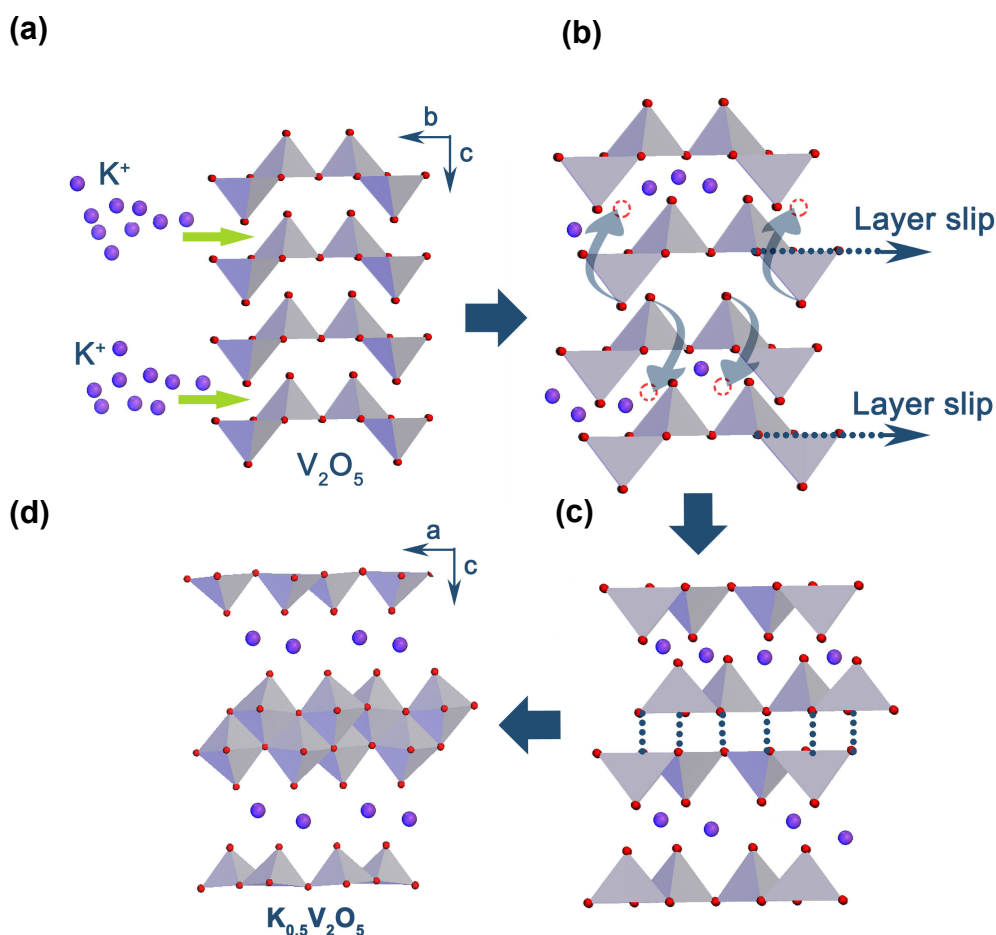 (a)
(b)
b
c
K⁺
Layer slip
K⁺
Layer slip
V₂O₅
(d)
(c)
a
c
K₀.₅V₂O₅